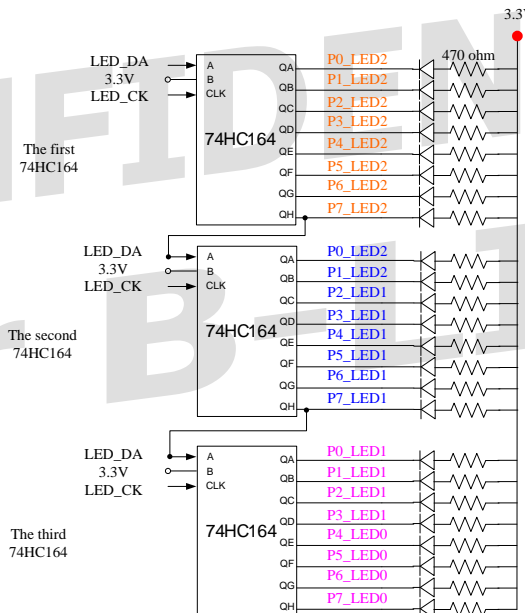 3.3V
LED_DA
3.3V
LED_CK
A
B
CLK
74HC164
QA
QB
QC
QD
QE
QF
QG
QH
P0_LED2
P1_LED2
P2_LED2
P3_LED2
P4_LED2
P5_LED2
P6_LED2
P7_LED2
470 ohm
The first
74HC164
LED_DA
3.3V
LED_CK
A
B
CLK
74HC164
QA
QB
QC
QD
QE
QF
QG
QH
P0_LED2
P1_LED2
P2_LED1
P3_LED1
P4_LED1
P5_LED1
P6_LED1
P7_LED1
The second
74HC164
LED_DA
3.3V
LED_CK
A
B
CLK
74HC164
QA
QB
QC
QD
QE
QF
QG
QH
P0_LED1
P1_LED1
P2_LED1
P3_LED1
P4_LED0
P5_LED0
P6_LED0
P7_LED0
The third
74HC164